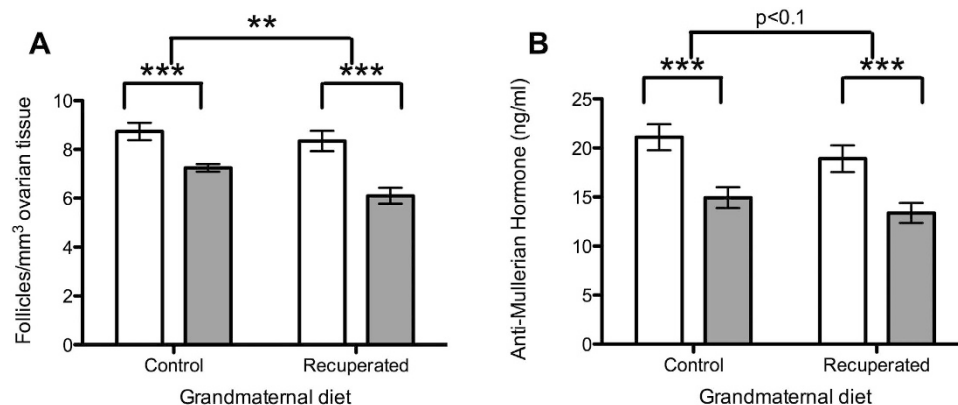 A
**
***
***
Follicles/mm³ ovarian tissue
10
8
6
4
2
0
Control
Recuperated
Grandmaternal diet
B
p<0.1
***
***
Anti-Mullerian Hormone (ng/ml)
25
20
15
10
5
0
Control
Recuperated
Grandmaternal diet